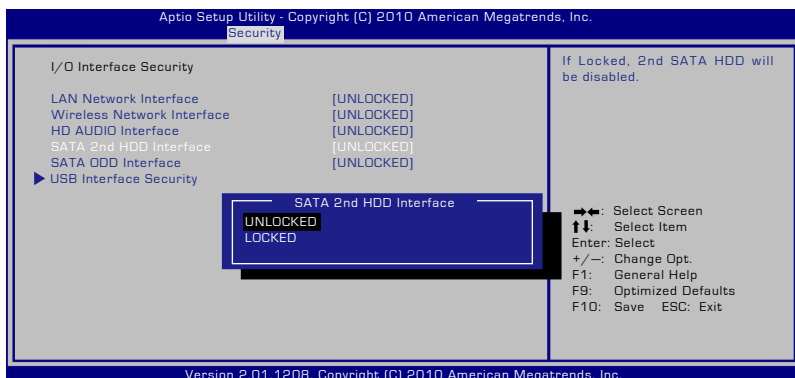 Aptio Setup Utility - Copyright (C) 2010 American Megatrends, Inc.
Security
I/O Interface Security
LAN Network Interface [UNLOCKED]
Wireless Network Interface [UNLOCKED]
HD AUDIO Interface [UNLOCKED]
SATA 2nd HDD Interface [UNLOCKED]
SATA ODD Interface [UNLOCKED]
USB Interface Security
SATA 2nd HDD Interface
UNLOCKED
LOCKED
If Locked, 2nd SATA HDD will
be disabled.
→←: Select Screen
↑↓: Select Item
Enter: Select
+/—: Change Opt.
F1: General Help
F9: Optimized Defaults
F10: Save ESC: Exit
Version 2.01.1208. Copyright (C) 2010 American Megatrends, Inc.